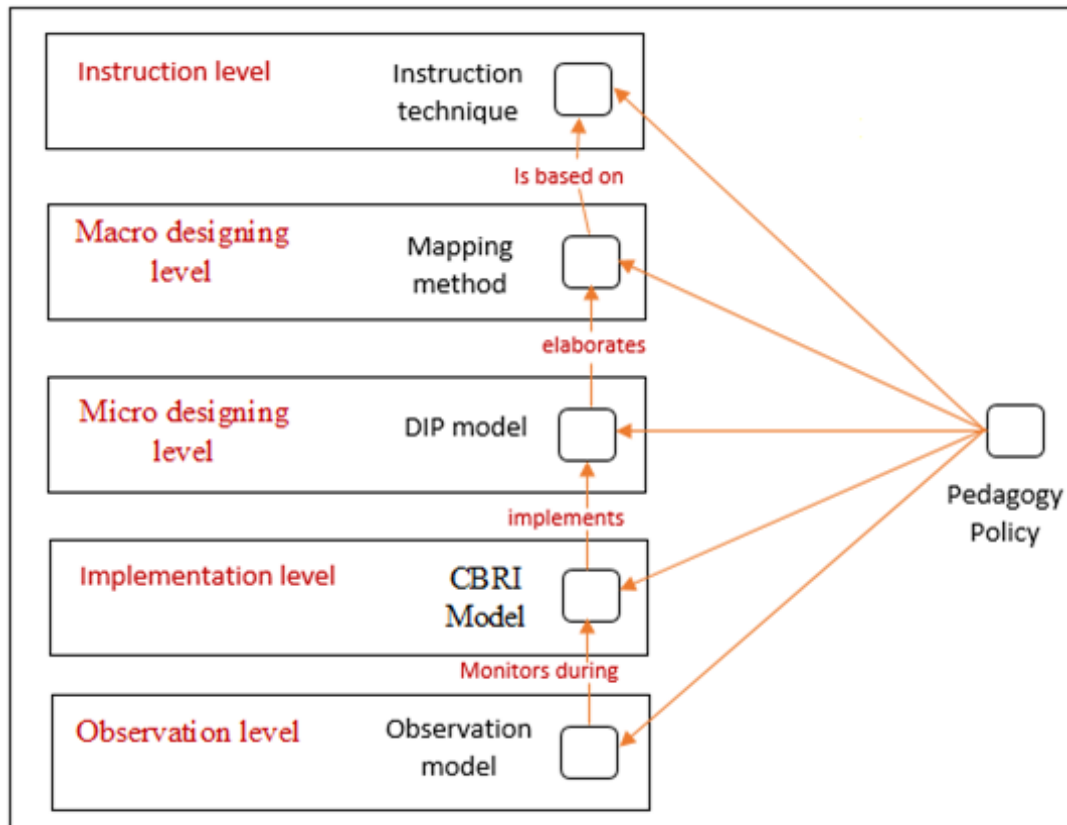 Instruction level
Instruction
technique
Is based on
Macro designing
level
Mapping
method
elaborates
Micro designing
level
DIP model
implements
Pedagogy
Policy
Implementation level
CBRI
Model
Monitors during
Observation level
Observation
model